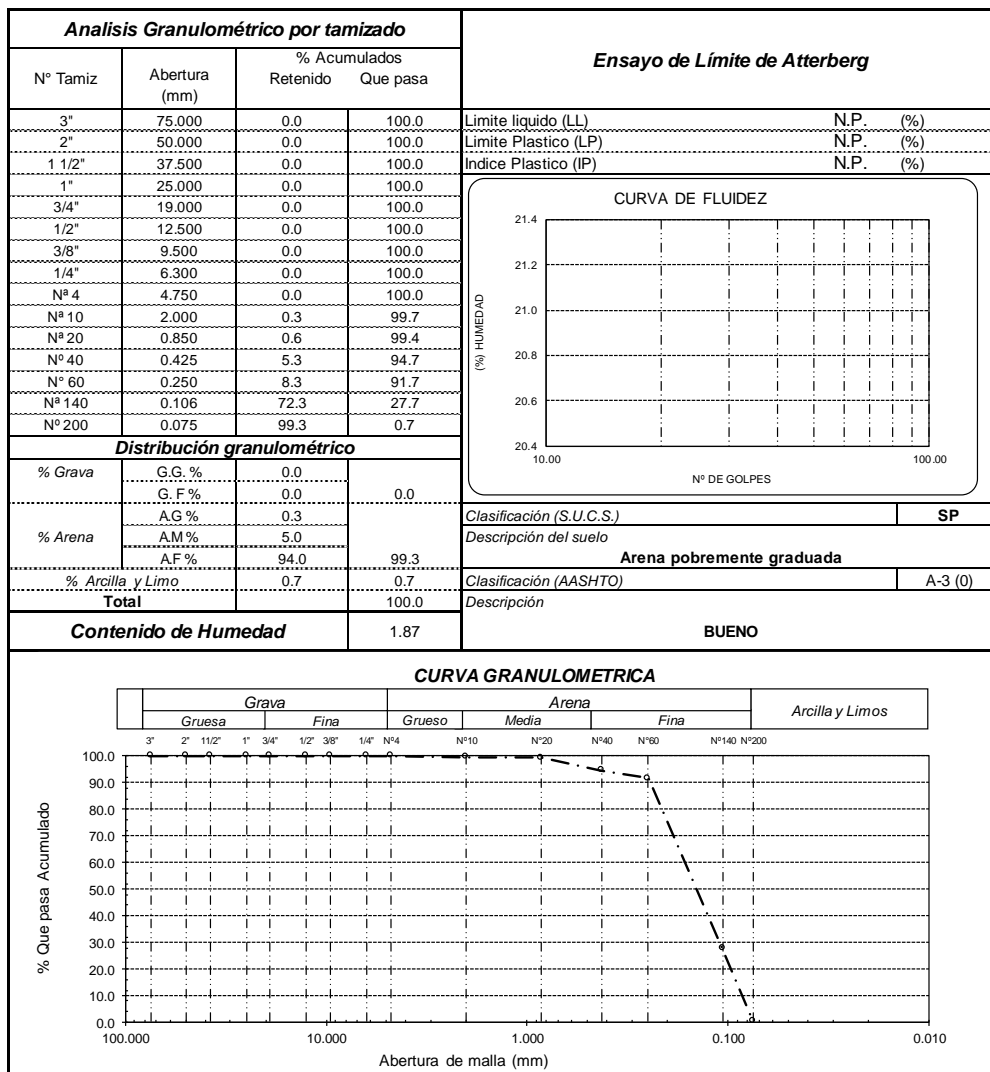 Analisis Granulométrico por tamizado
N° Tamiz Abertura (mm) % Acumulados
Retenido Que pasa
3" 75.000 0.0 100.0
2" 50.000 0.0 100.0
1 1/2" 37.500 0.0 100.0
1" 25.000 0.0 100.0
3/4" 19.000 0.0 100.0
1/2" 12.500 0.0 100.0
3/8" 9.500 0.0 100.0
1/4" 6.300 0.0 100.0
Nª 4 4.750 0.0 100.0
Nª 10 2.000 0.3 99.7
Nª 20 0.850 0.6 99.4
Nº 40 0.425 5.3 94.7
N° 60 0.250 8.3 91.7
Nª 140 0.106 72.3 27.7
Nº 200 0.075 99.3 0.7
Distribución granulométrico
% Grava G.G. % 0.0
G. F % 0.0 0.0
% Arena A.G % 0.3
A.M % 5.0
A.F % 94.0 99.3
% Arcilla y Limo 0.7 0.7
Total 100.0
Contenido de Humedad 1.87
Ensayo de Límite de Atterberg
Limite liquido (LL) N.P. (%)
Limite Plastico (LP) N.P. (%)
Indice Plastico (IP) N.P. (%)
CURVA DE FLUIDEZ
(%) HUMEDAD
21.4
21.2
21.0
20.8
20.6
20.4
10.00 100.00
Nº DE GOLPES
Clasificación (S.U.C.S.) SP
Descripción del suelo
Arena pobremente graduada
Clasificación (AASHTO) A-3 (0)
Descripción
BUENO
CURVA GRANULOMETRICA
Grava Arena Arcilla y Limos
Gruesa Fina Grueso Media Fina
3" 2" 11/2" 1" 3/4" 1/2" 3/8" 1/4" Nº4 Nº10 N°20 N°40 N°60 Nº140 Nº200
% Que pasa Acumulado
100.0
90.0
80.0
70.0
60.0
50.0
40.0
30.0
20.0
10.0
0.0
100.000 10.000 1.000 0.100 0.010
Abertura de malla (mm)